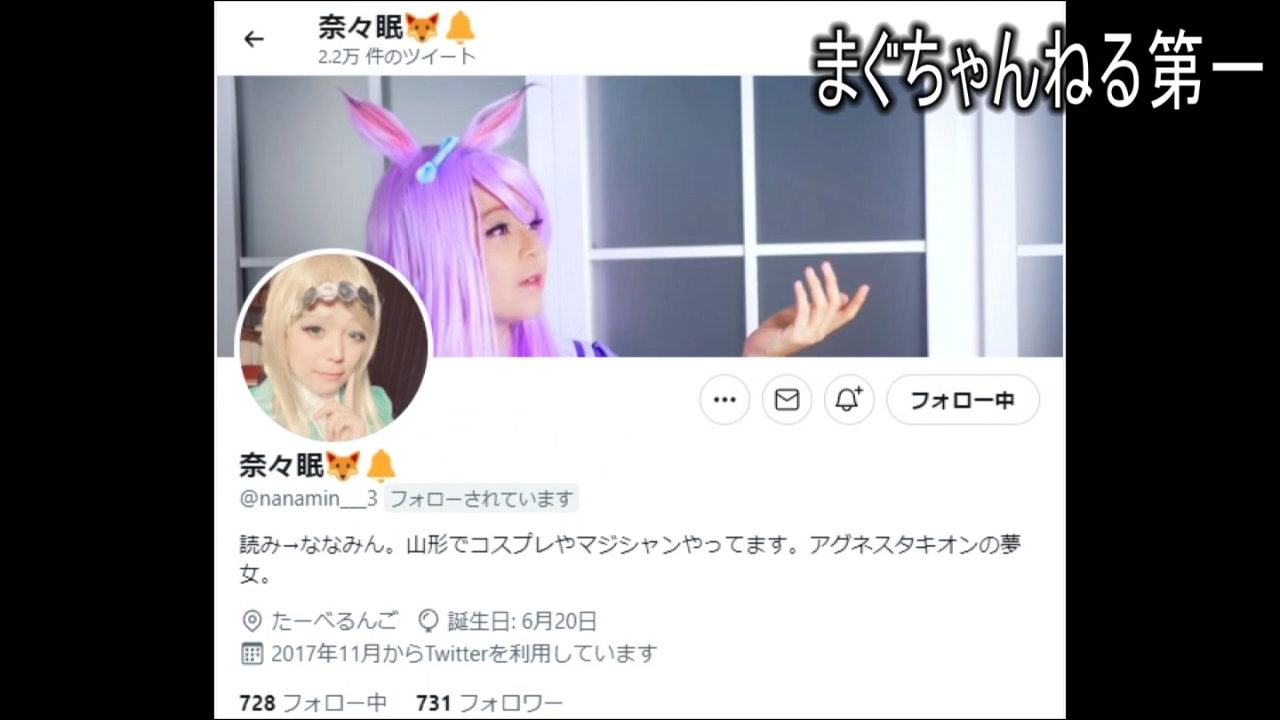 奈々眠🦊🔔
2.2万 件のツイート
まぐちゃんねる第一
フォロー中
奈々眠🦊🔔
@nanamin___3 フォローされています
読み→ななみん。山形でコスプレやマジシャンやってます。アグネスタキオンの夢
女。
たーべるんご 誕生日: 6月20日
2017年11月からTwitterを利用しています
728 フォロー中 731 フォロワー